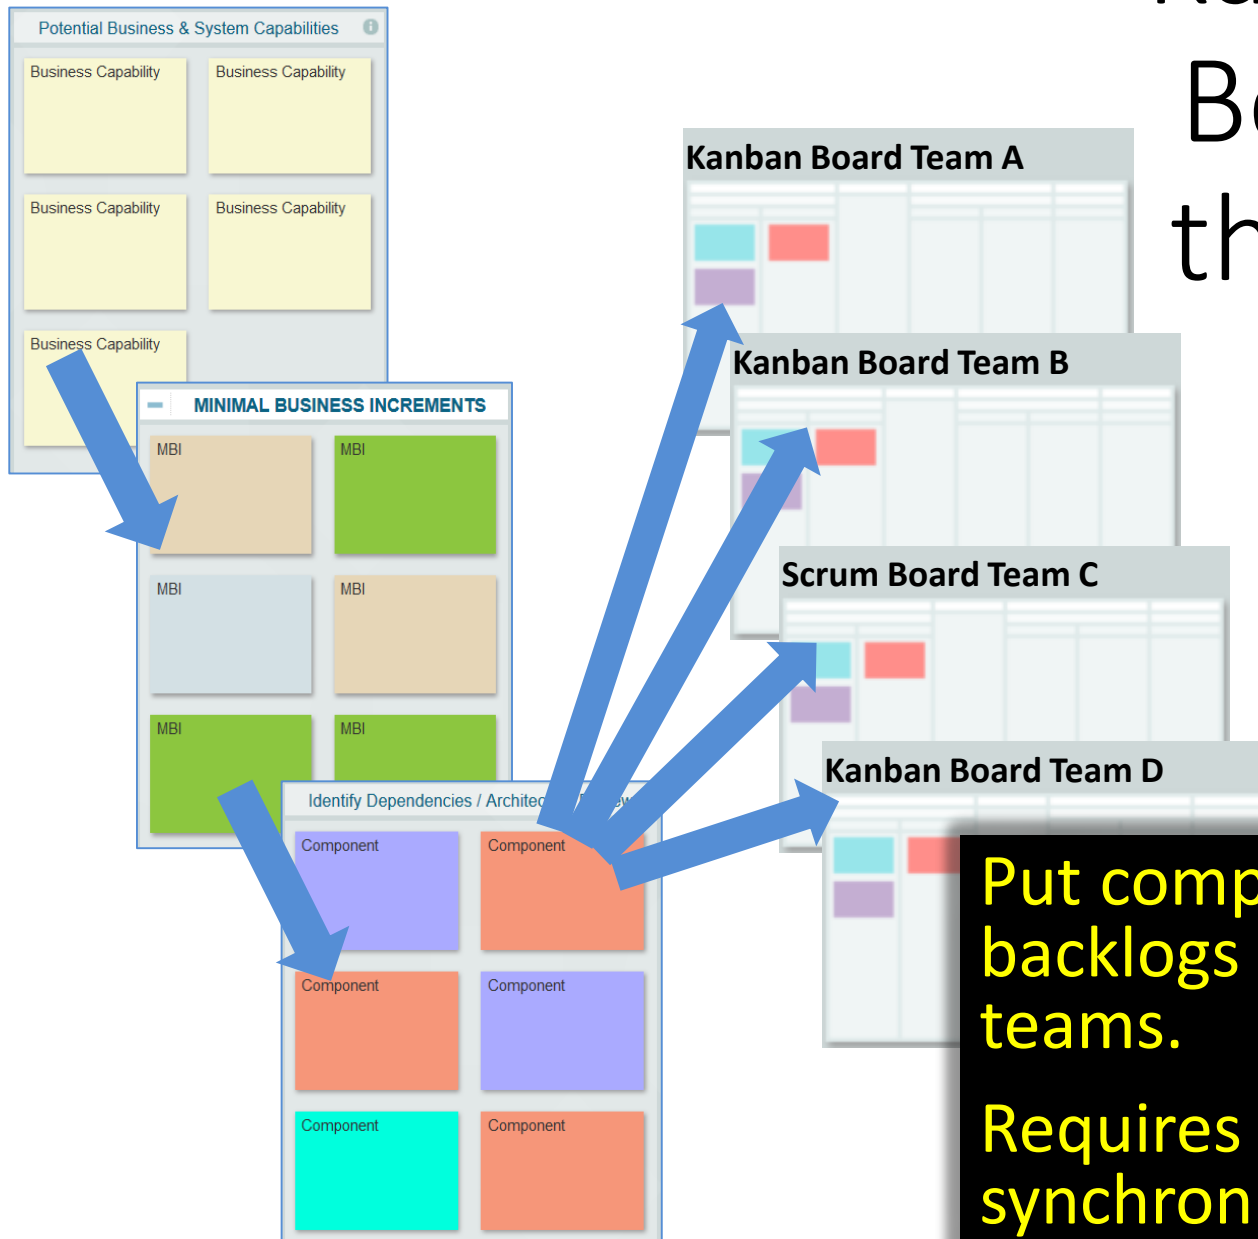 Potential Business & System Capabilities
Business Capability
Business Capability
Business Capability
Business Capability
Business Capability
MINIMAL BUSINESS INCREMENTS
MBI
MBI
MBI
MBI
MBI
MBI
Identify Dependencies /
Component
Component
Component
Component
Component
Component
Kanban Board Team A
Kanban Board Team B
Scrum Board Team C
Kanban Board Team D
Put comp
backlogs
teams.
Requires
synchron